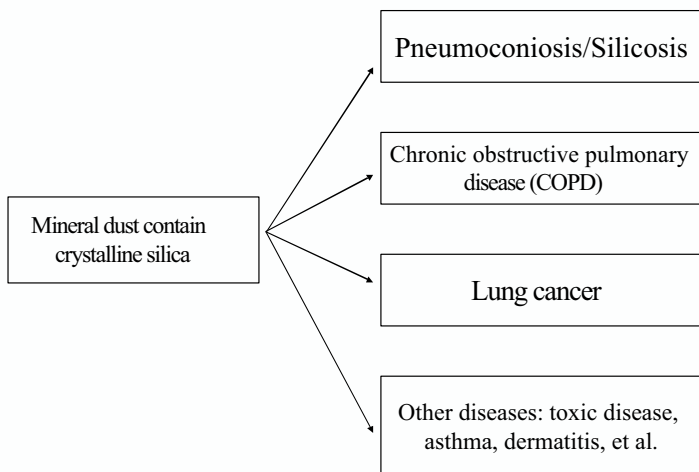 Pneumoconiosis/Silicosis
Chronic obstructive pulmonary
disease (COPD)
Mineral dust contain
crystalline silica
Lung cancer
Other diseases: toxic disease,
asthma, dermatitis, et al.